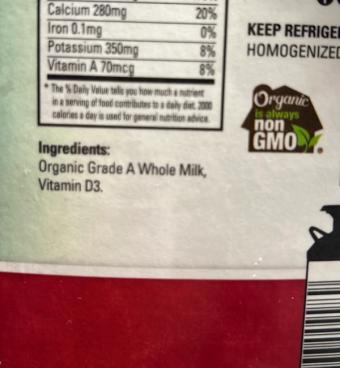 Calcium 280mg 20%
Iron 0.1mg 0%
Potassium 350mg 8%
Vitamin A 70mcg 8%
* The % Daily Value tells you how much a nutrient
in a serving of food contributes to a daily diet. 2000
calories a day is used for general nutrition advice.
Ingredients:
Organic Grade A Whole Milk,
Vitamin D3.
KEEP REFRIGE
HOMOGENIZED
Organic
is always
non
GMO